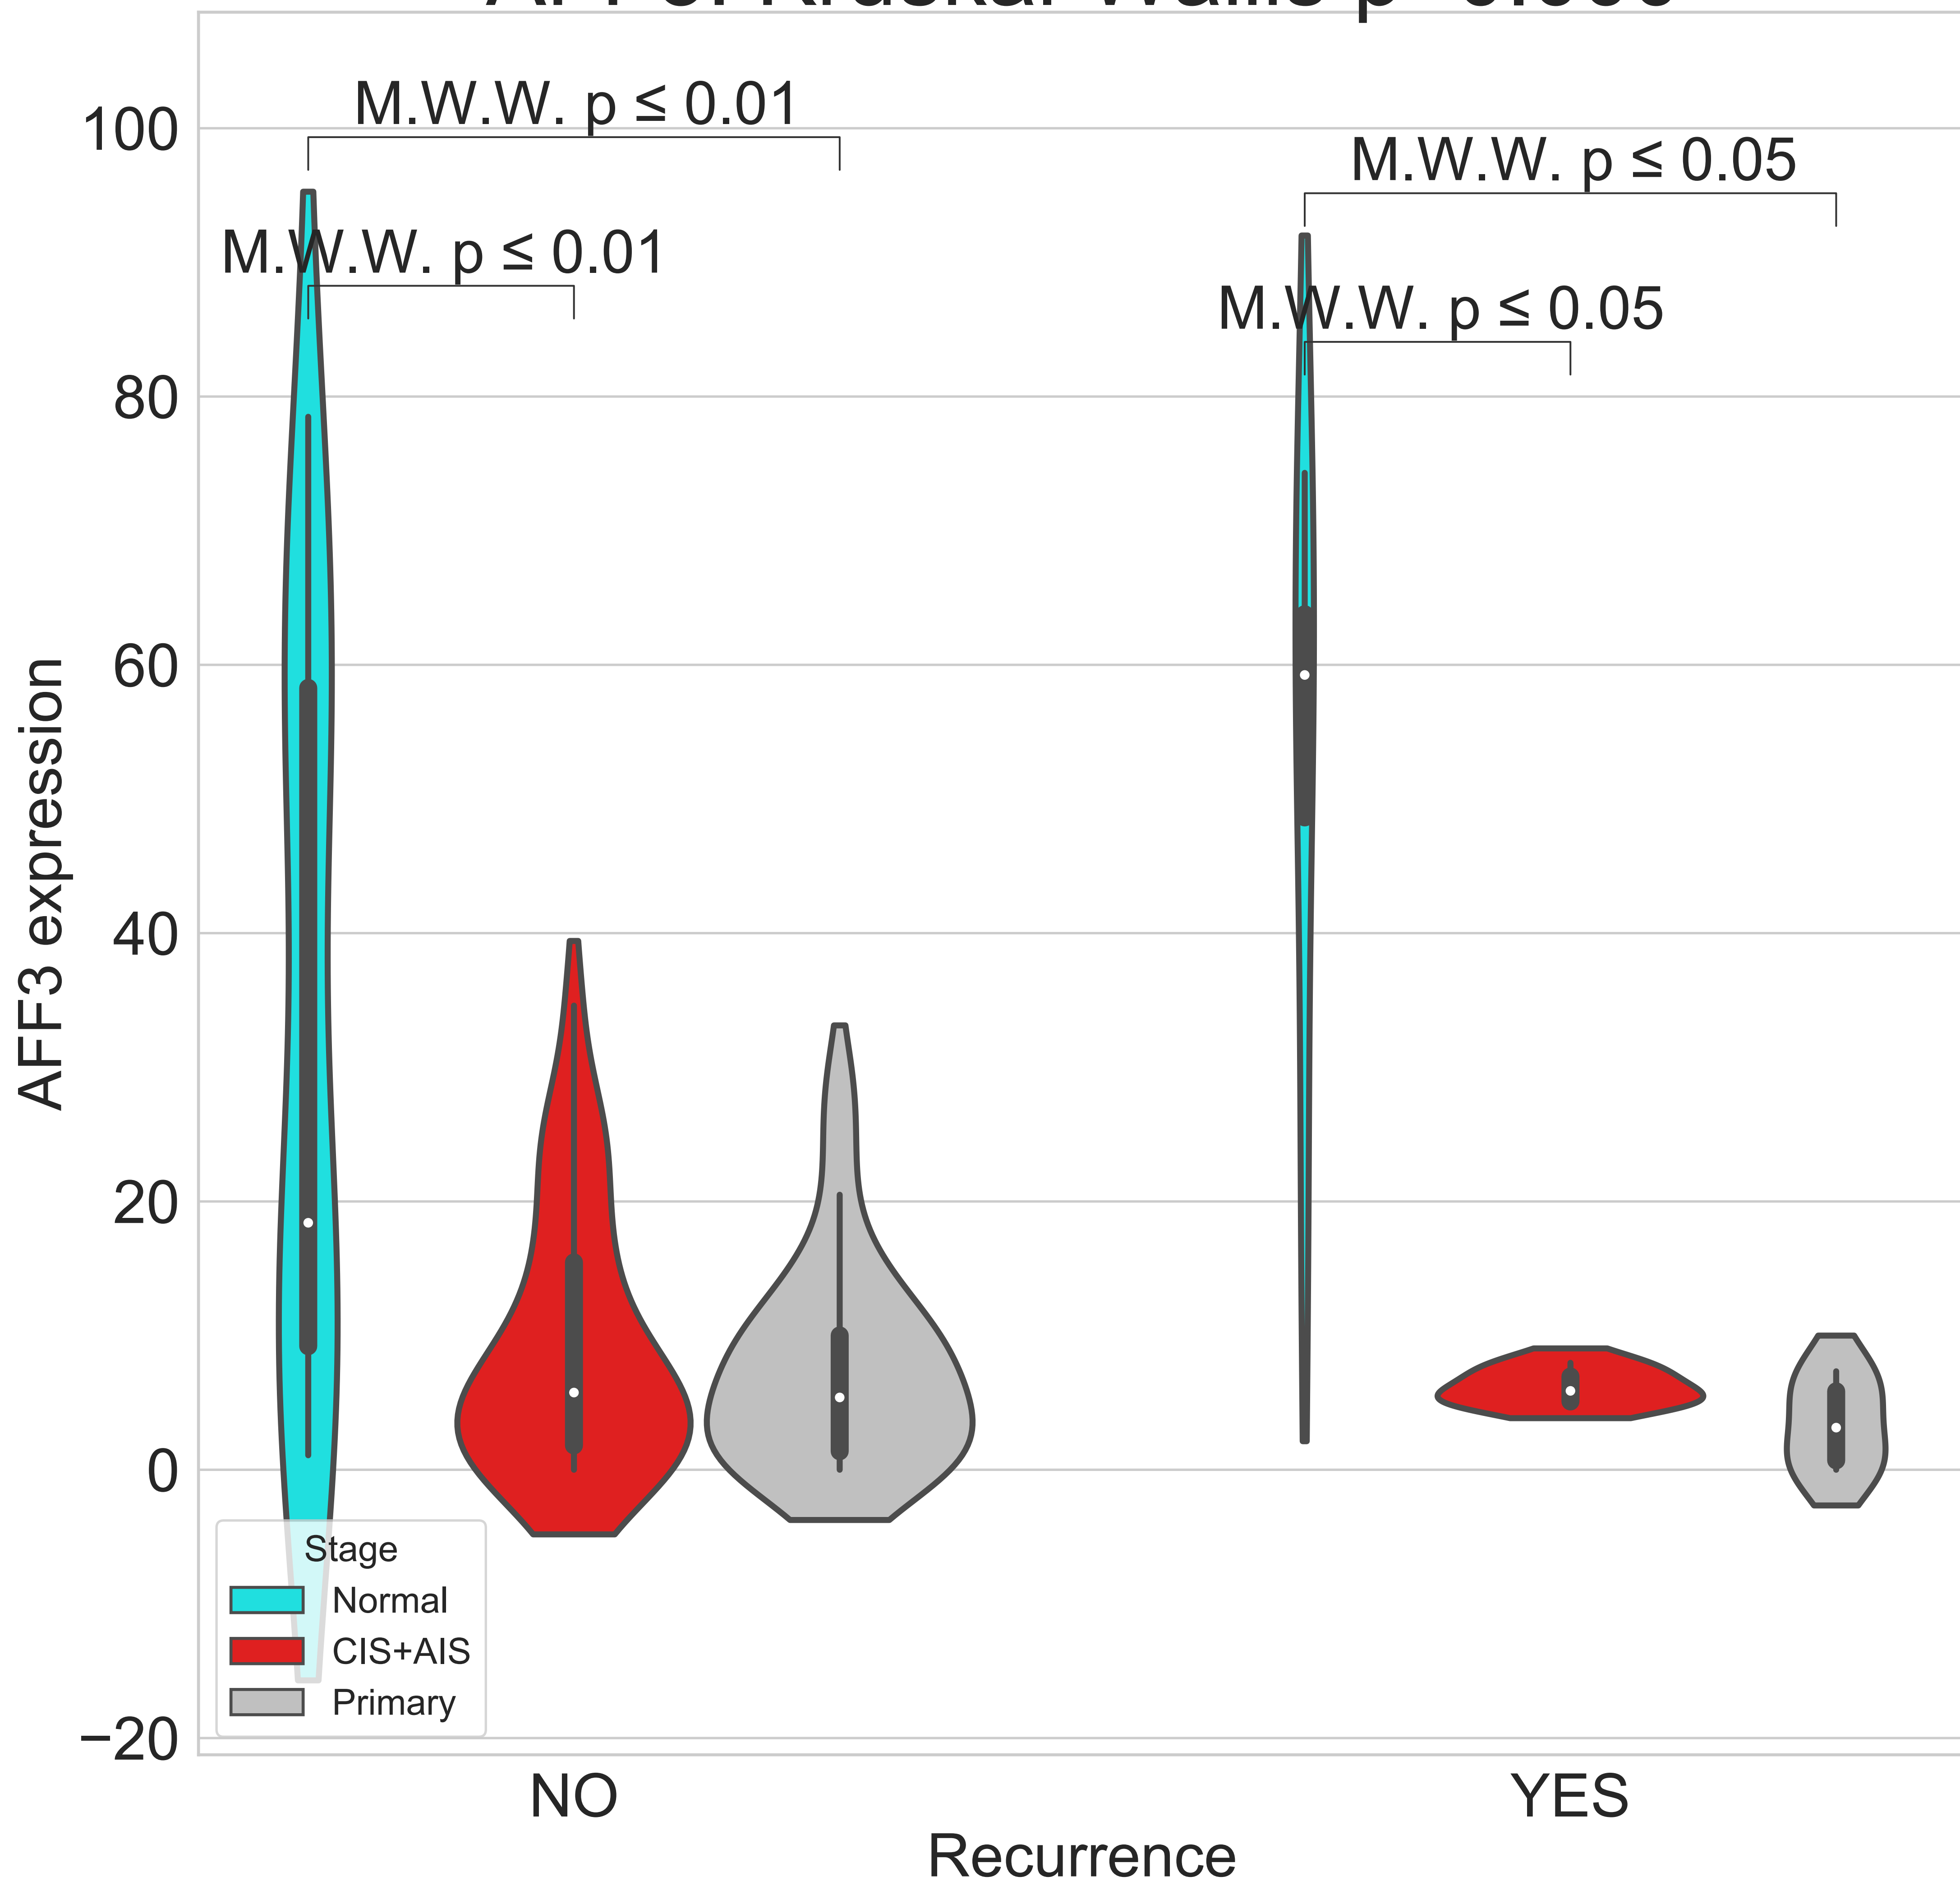 M.W.W. p ≤ 0.01
M.W.W. p ≤ 0.05
M.W.W. p ≤ 0.01
M.W.W. p ≤ 0.05
AFF3 expression
100
80
60
40
20
0
−20
Stage
Normal
CIS+AIS
Primary
NO
YES
Recurrence